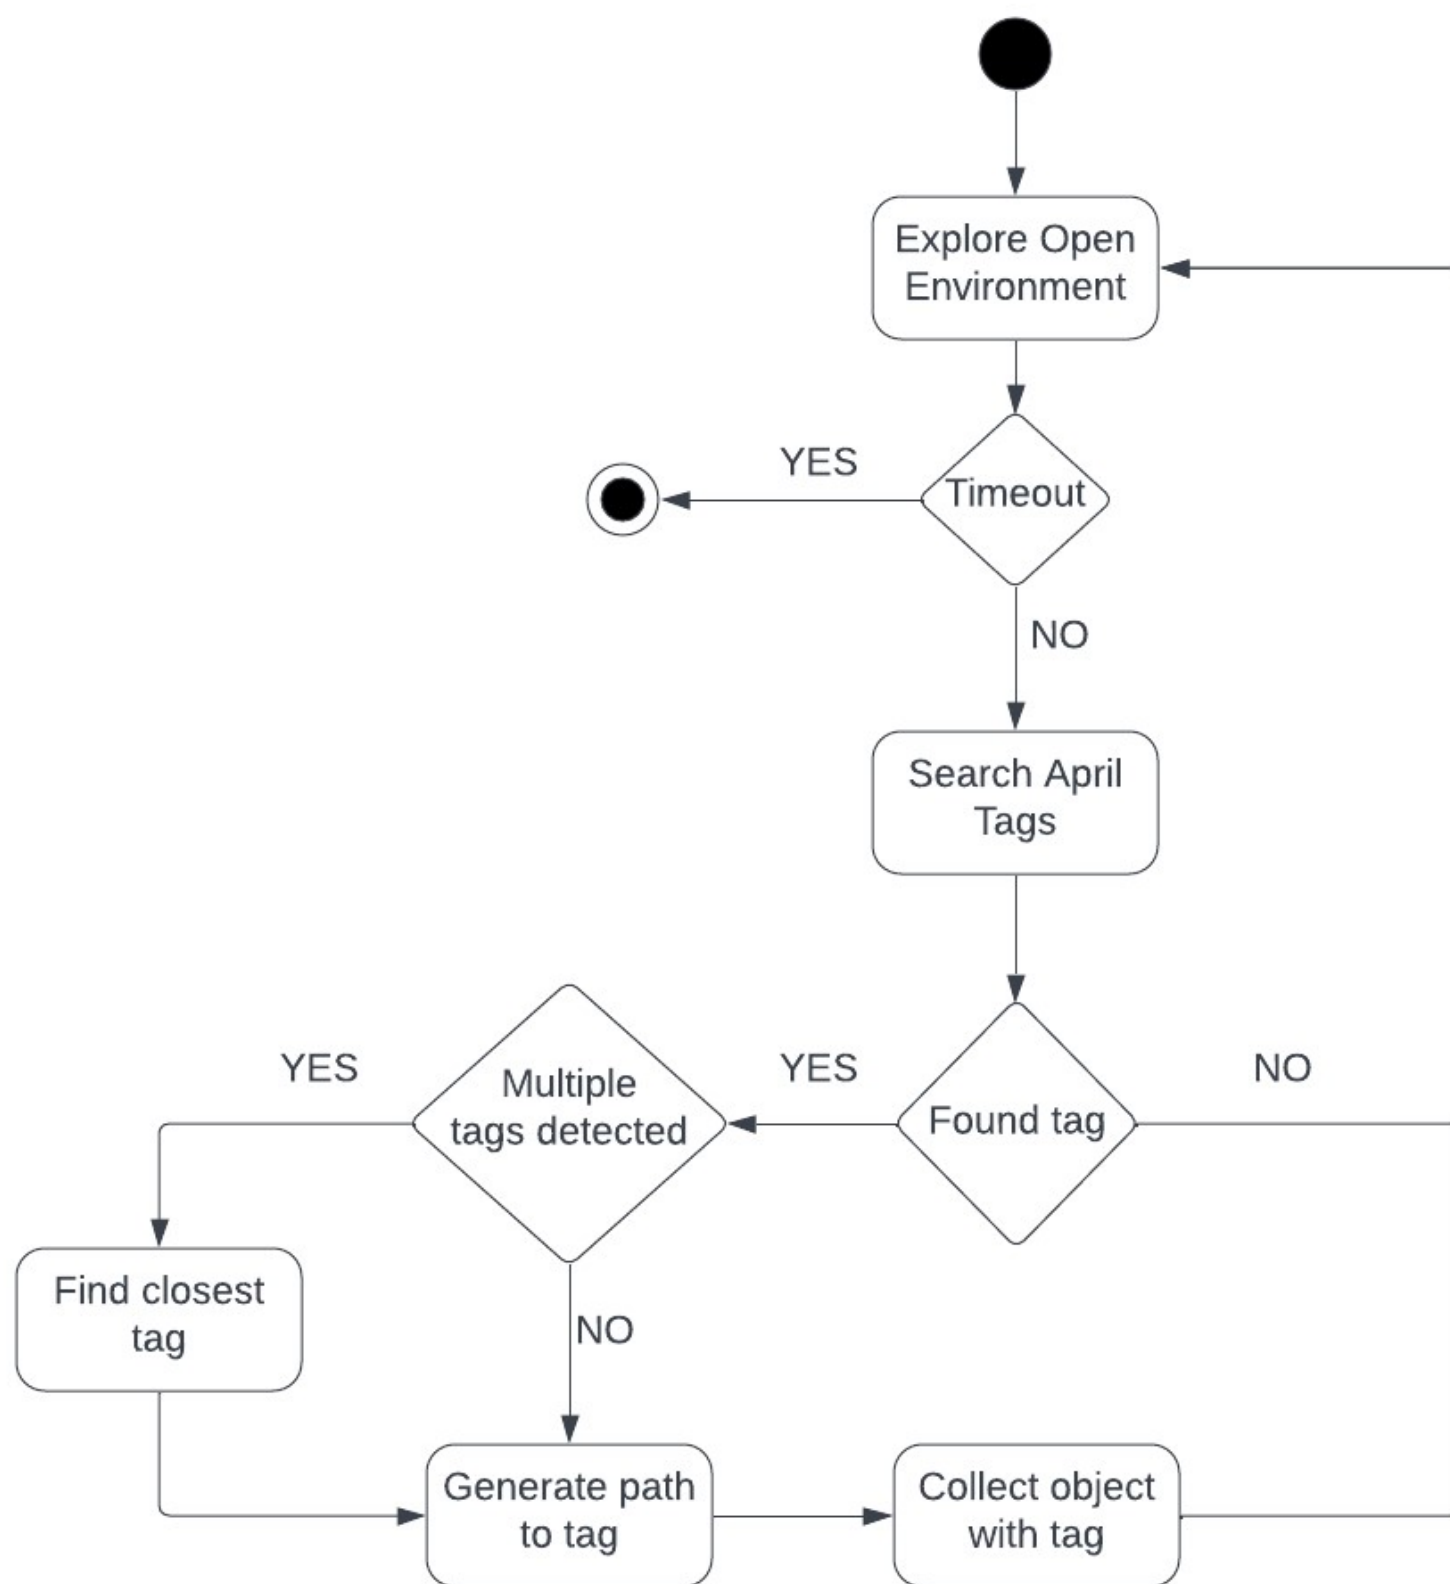 Explore Open
Environment
YES
Timeout
NO
Search April
Tags
YES
Multiple
tags detected
YES
Found tag
NO
Find closest
tag
NO
Generate path
to tag
Collect object
with tag